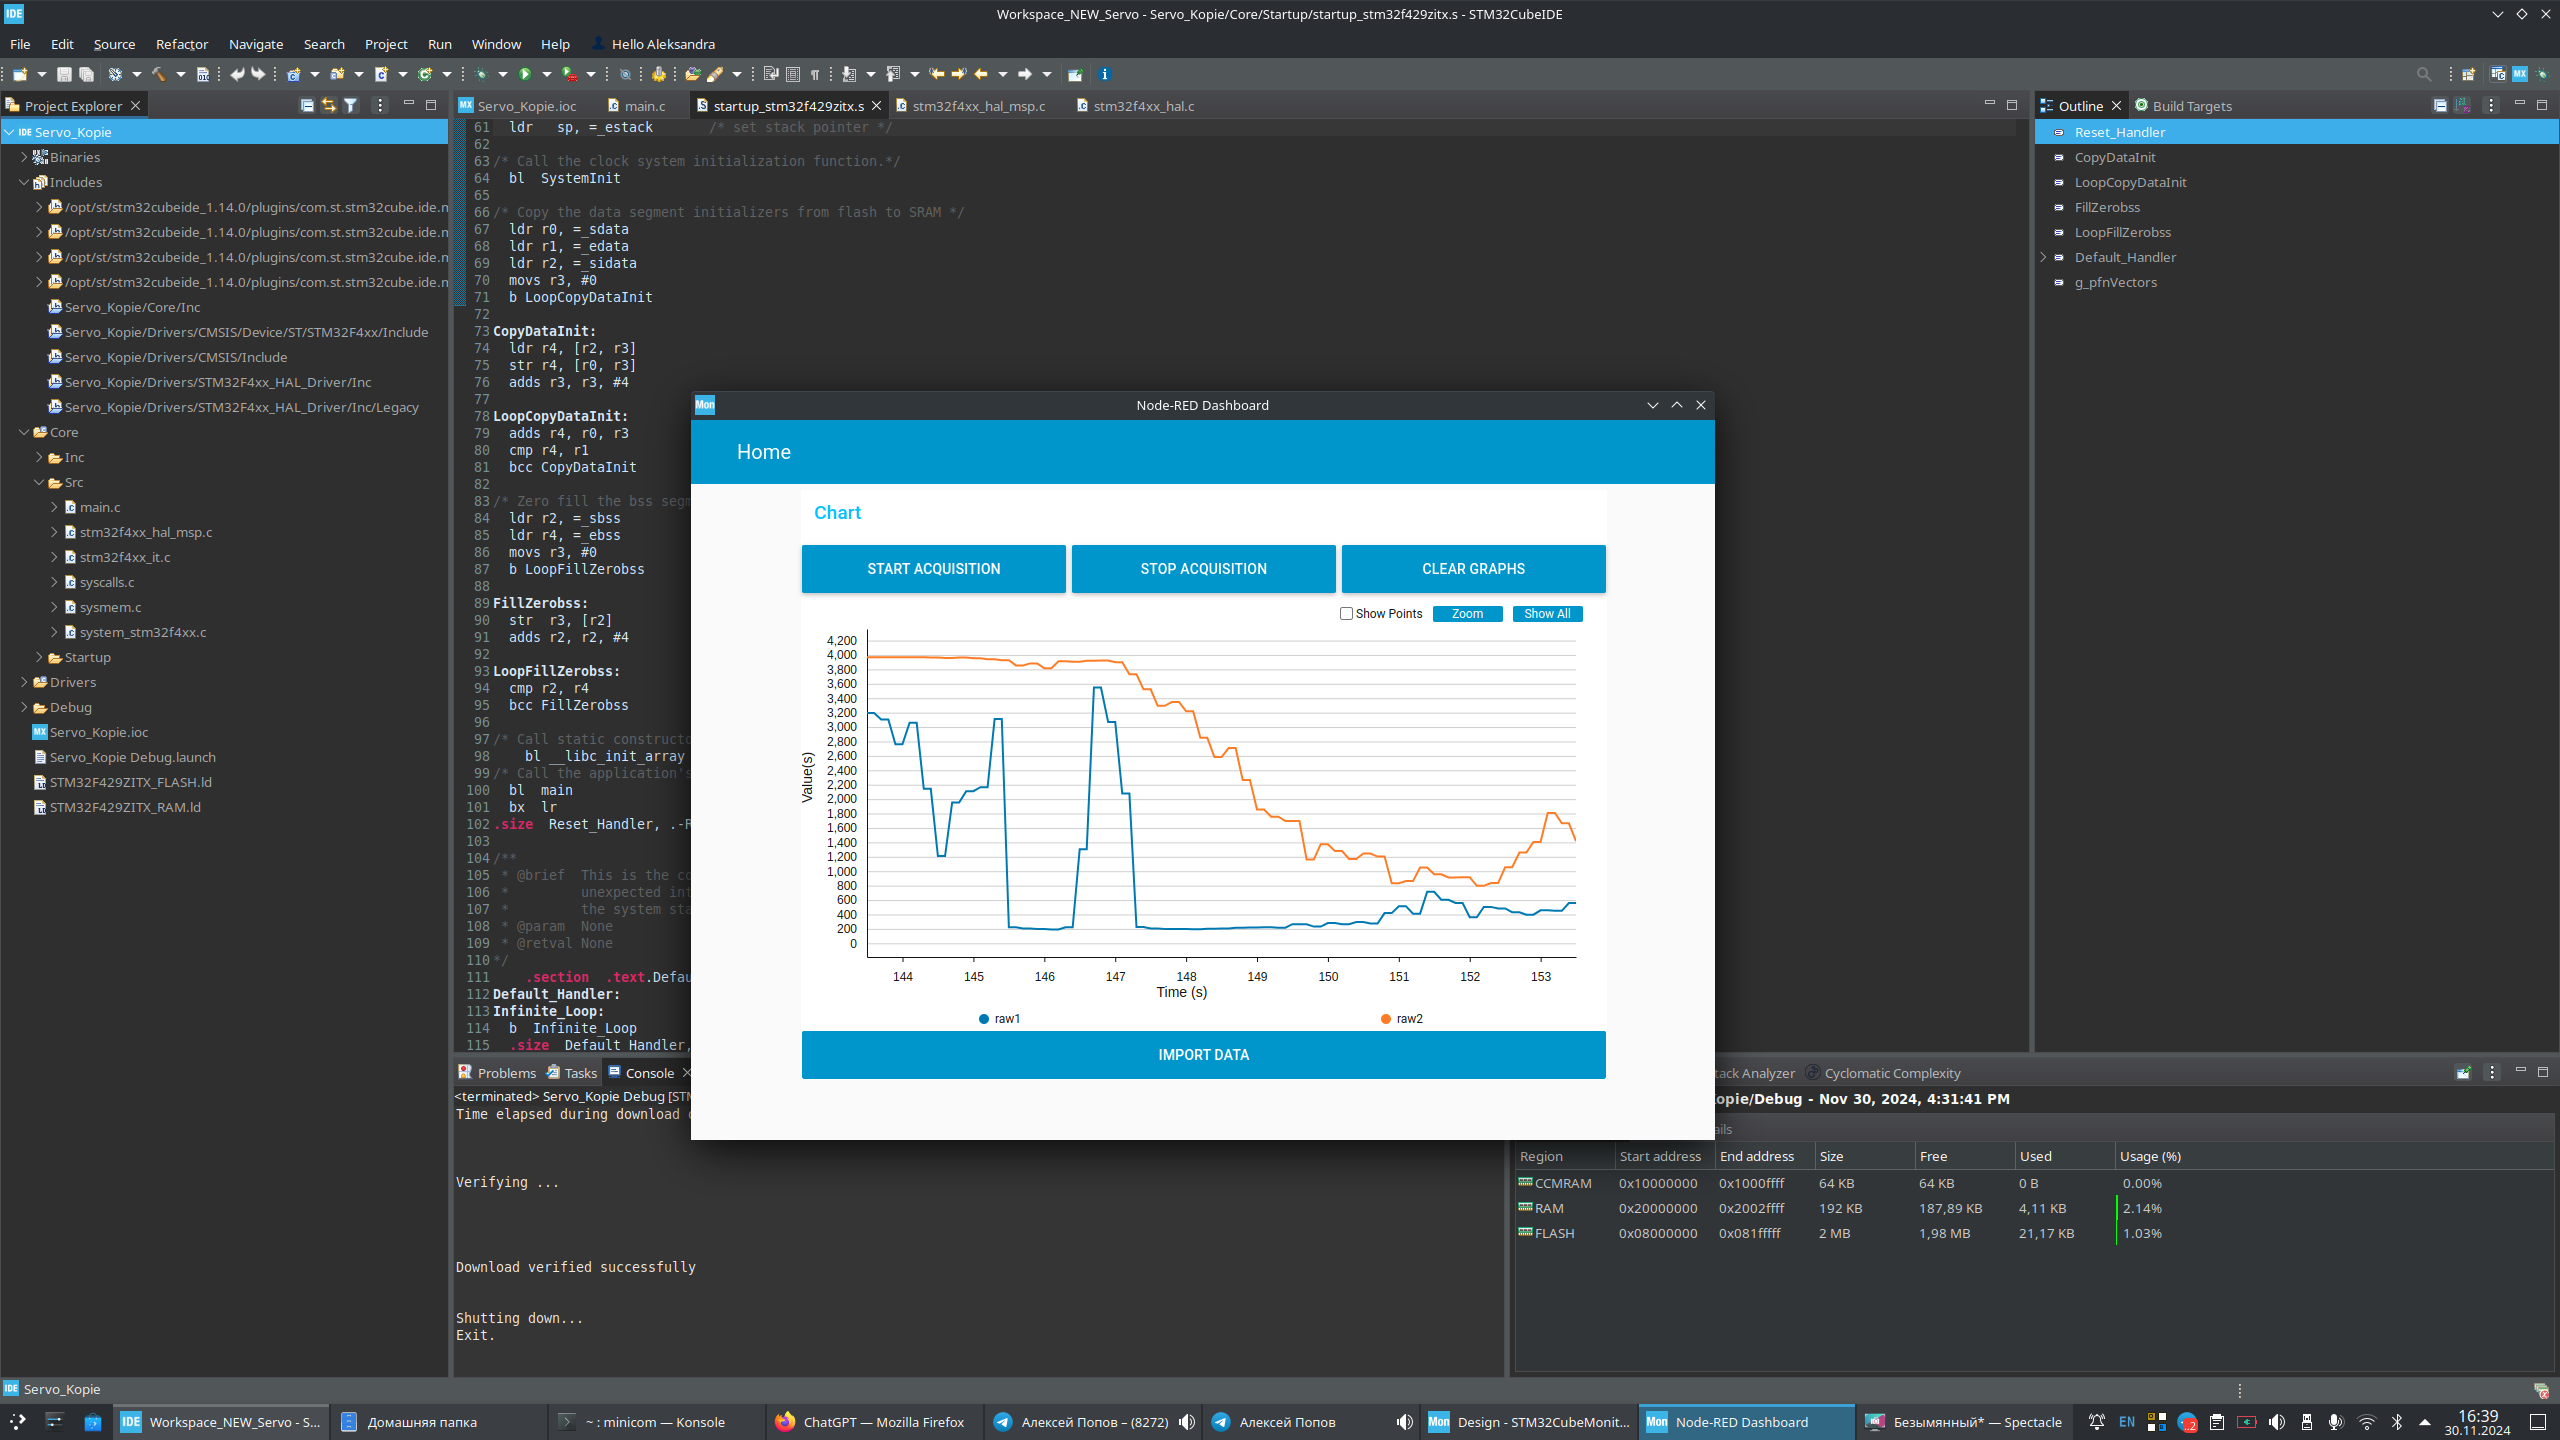 IDE
Workspace_NEW_Servo - Servo_Kopie/Core/Startup/startup_stm32f429zitx.s - STM32CubeIDE
File Edit Source Refactor Navigate Search Project Run Window Help Hello Aleksandra
Project Explorer
IDE Servo_Kopie
Binaries
Includes
/opt/st/stm32cubeide_1.14.0/plugins/com.st.stm32cube.ide.
/opt/st/stm32cubeide_1.14.0/plugins/com.st.stm32cube.ide.
/opt/st/stm32cubeide_1.14.0/plugins/com.st.stm32cube.ide.
/opt/st/stm32cubeide_1.14.0/plugins/com.st.stm32cube.ide.
Servo_Kopie/Core/Inc
Servo_Kopie/Drivers/CMSIS/Device/ST/STM32F4xx/Include
Servo_Kopie/Drivers/CMSIS/Include
Servo_Kopie/Drivers/STM32F4xx_HAL_Driver/Inc
Servo_Kopie/Drivers/STM32F4xx_HAL_Driver/Inc/Legacy
Core
Inc
Src
main.c
stm32f4xx_hal_msp.c
stm32f4xx_it.c
syscalls.c
sysmem.c
system_stm32f4xx.c
Startup
Drivers
Debug
MX Servo_Kopie.ioc
Servo_Kopie Debug.launch
STM32F429ZITX_FLASH.ld
STM32F429ZITX_RAM.ld
MX Servo_Kopie.ioc main.c startup_stm32f429zitx.s stm32f4xx_hal_msp.c stm32f4xx_hal.c
61 ldr sp, =_estack /* set stack pointer */
62
63 /* Call the clock system initialization function.*/
64 bl SystemInit
65
66 /* Copy the data segment initializers from flash to SRAM */
67 ldr r0, =_sdata
68 ldr r1, =_edata
69 ldr r2, =_sidata
70 movs r3, #0
71 b LoopCopyDataInit
72
73 CopyDataInit:
74 ldr r4, [r2, r3]
75 str r4, [r0, r3]
76 adds r3, r3, #4
77
78 LoopCopyDataInit:
79 adds r4, r0, r3
80 cmp r4, r1
81 bcc CopyDataInit
82
83 /* Zero fill the bss segm
84 ldr r2, =_sbss
85 ldr r4, =_ebss
86 movs r3, #0
87 b LoopFillZerobss
88
89 FillZerobss:
90 str r3, [r2]
91 adds r2, r2, #4
92
93 LoopFillZerobss:
94 cmp r2, r4
95 bcc FillZerobss
96
97 /* Call static constructo
98 bl __libc_init_array
99 /* Call the application's
100 bl main
101 bx lr
102 .size Reset_Handler, .-R
103
104 /**
105 * @brief This is the co
106 * unexpected int
107 * the system sta
108 * @param None
109 * @retval None
110 */
111 .section .text.Defau
112 Default_Handler:
113 Infinite_Loop:
114 b Infinite_Loop
115 .size Default_Handler,
Outline Build Targets
Reset_Handler
CopyDataInit
LoopCopyDataInit
FillZerobss
LoopFillZerobss
Default_Handler
g_pfnVectors
Mon Node-RED Dashboard
Home
Chart
START ACQUISITION STOP ACQUISITION CLEAR GRAPHS
Show Points Zoom Show All
4,200
4,000
3,800
3,600
3,400
3,200
3,000
2,800
2,600
2,400
2,200
2,000
1,800
1,600
1,400
1,200
1,000
800
600
400
200
0
Value(s)
144 145 146 147 148 149 150 151 152 153
Time (s)
raw1 raw2
IMPORT DATA
Problems Tasks Console
<terminated> Servo_Kopie Debug [ST
Time elapsed during download
Verifying ...
Download verified successfully
Shutting down...
Exit.
tack Analyzer Cyclomatic Complexity
opie/Debug - Nov 30, 2024, 4:31:41 PM
ails
Region Start address End address Size Free Used Usage (%)
CCMRAM 0x10000000 0x1000ffff 64 KB 64 KB 0 B 0.00%
RAM 0x20000000 0x2002ffff 192 KB 187,89 KB 4,11 KB 2.14%
FLASH 0x08000000 0x081fffff 2 MB 1,98 MB 21,17 KB 1.03%
IDE Servo_Kopie
IDE Workspace_NEW_Servo - S... Домашняя папка ~ : minicom — Konsole ChatGPT — Mozilla Firefox Алексей Попов – (8272) Алексей Попов Mon Design - STM32CubeMonit... Mon Node-RED Dashboard Безымянный* — Spectacle EN 16:39
30.11.2024